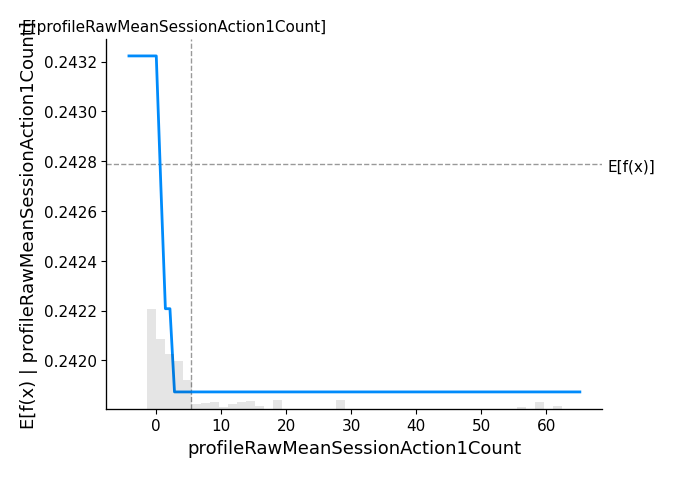 E[profileRawMeanSessionAction1Count]
E[f(x) | profileRawMeanSessionAction1Count]
0.2432
0.2430
0.2428
0.2426
0.2424
0.2422
0.2420
E[f(x)]
0 10 20 30 40 50 60
profileRawMeanSessionAction1Count